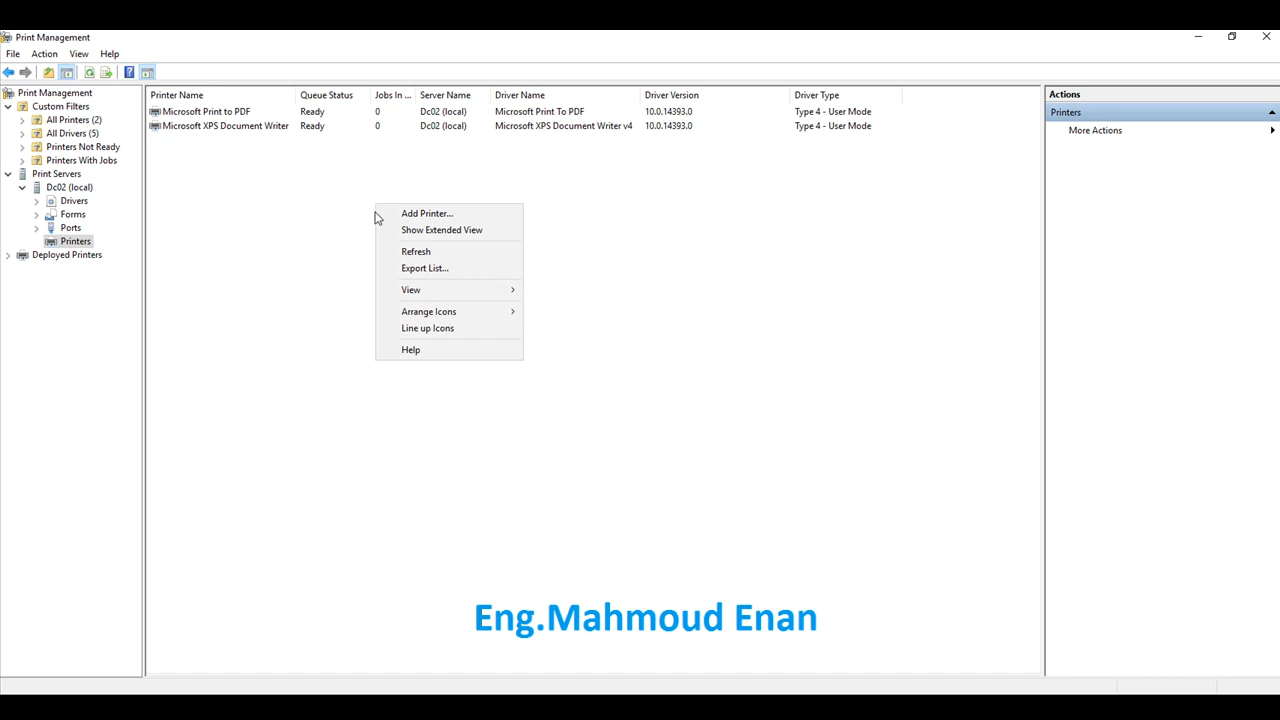 Print Management
File Action View Help
Print Management
Custom Filters
All Printers (2)
All Drivers (5)
Printers Not Ready
Printers With Jobs
Print Servers
Dc02 (local)
Drivers
Forms
Ports
Printers
Deployed Printers
Printer Name Queue Status Jobs In ... Server Name Driver Name Driver Version Driver Type
Microsoft Print to PDF Ready 0 Dc02 (local) Microsoft Print To PDF 10.0.14393.0 Type 4 - User Mode
Microsoft XPS Document Writer Ready 0 Dc02 (local) Microsoft XPS Document Writer v4 10.0.14393.0 Type 4 - User Mode
Add Printer...
Show Extended View
Refresh
Export List...
View
Arrange Icons
Line up Icons
Help
Actions
Printers
More Actions
Eng.Mahmoud Enan